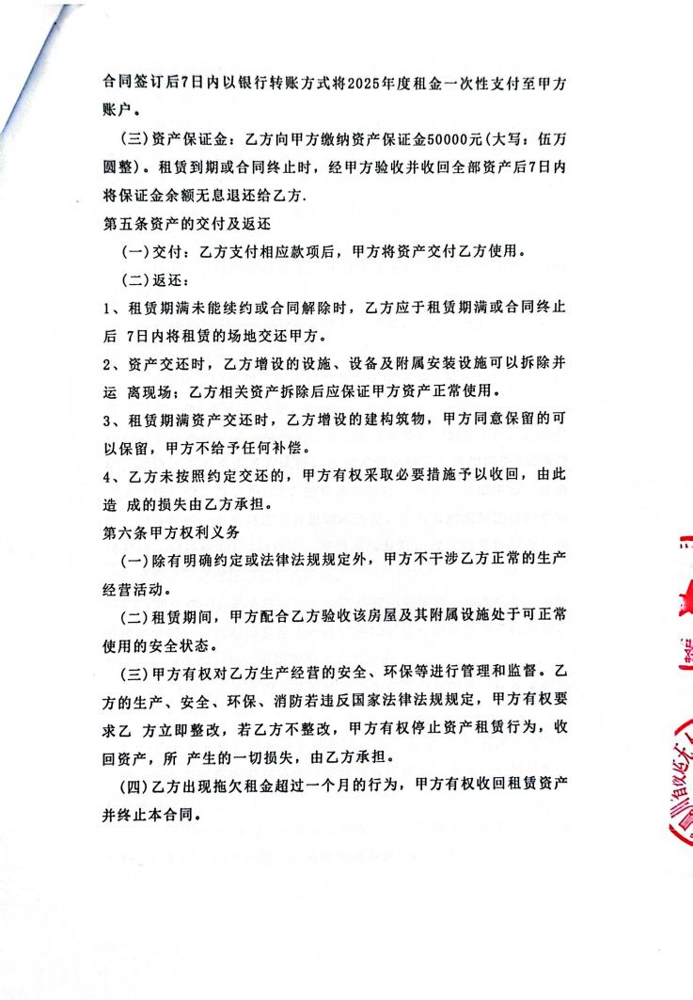 合同签订后7日内以银行转账方式将2025年度租金一次性支付至甲方
账户。
(三)资产保证金：乙方向甲方缴纳资产保证金50000元(大写：伍万
圆整)。租赁到期或合同终止时，经甲方验收并收回全部资产后7日内
将保证金余额无息退还给乙方.
第五条资产的交付及返还
(一)交付：乙方支付相应款项后，甲方将资产交付乙方使用。
(二)返还：
1、租赁期满未能续约或合同解除时，乙方应于租赁期满或合同终止
后 7日内将租赁的场地交还甲方。
2、资产交还时，乙方增设的设施、设备及附属安装设施可以拆除并
运 离现场；乙方相关资产拆除后应保证甲方资产正常使用。
3、租赁期满资产交还时，乙方增设的建构筑物，甲方同意保留的可
以保留，甲方不给予任何补偿。
4、乙方未按照约定交还的，甲方有权采取必要措施予以收回，由此
造 成的损失由乙方承担。
第六条甲方权利义务
(一)除有明确约定或法律法规规定外，甲方不干涉乙方正常的生产
经营活动。
(二)租赁期间，甲方配合乙方验收该房屋及其附属设施处于可正常
使用的安全状态。
(三)甲方有权对乙方生产经营的安全、环保等进行管理和监督。乙
方的生产、安全、环保、消防若违反国家法律法规规定，甲方有权要
求乙 方立即整改，若乙方不整改，甲方有权停止资产租赁行为，收
回资产，所 产生的一切损失，由乙方承担。
(四)乙方出现拖欠租金超过一个月的行为，甲方有权收回租赁资产
并终止本合同。